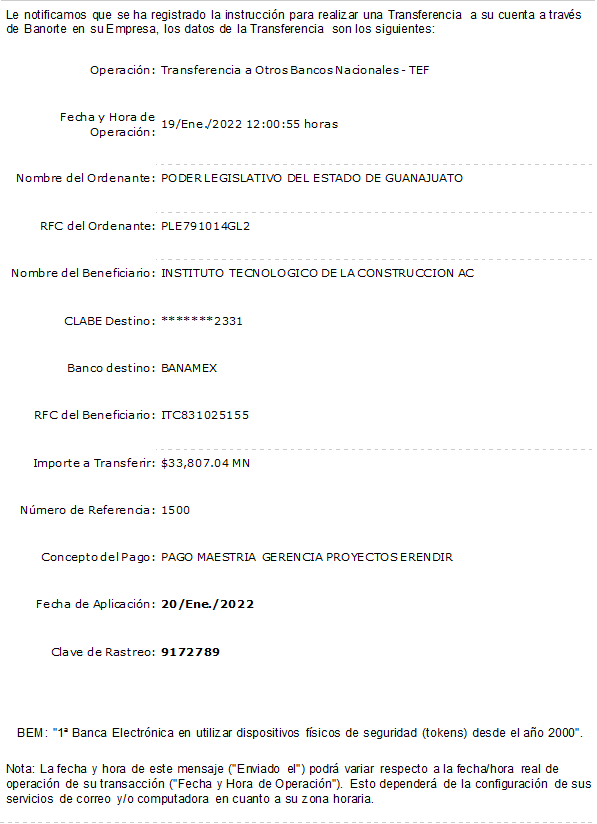 Le notificamos que se ha registrado la instrucción para realizar una Transferencia a su cuenta a través
de Banorte en su Empresa, los datos de la Transferencia son los siguientes:
Operación: Transferencia a Otros Bancos Nacionales - TEF
Fecha y Hora de
Operación: 19/Ene./2022 12:00:55 horas
Nombre del Ordenante: PODER LEGISLATIVO DEL ESTADO DE GUANAJUATO
RFC del Ordenante: PLE791014GL2
Nombre del Beneficiario: INSTITUTO TECNOLOGICO DE LA CONSTRUCCION AC
CLABE Destino: *******2331
Banco destino: BANAMEX
RFC del Beneficiario: ITC831025155
Importe a Transferir: $33,807.04 MN
Número de Referencia: 1500
Concepto del Pago: PAGO MAESTRIA GERENCIA PROYECTOS ERENDIR
Fecha de Aplicación: 20/Ene./2022
Clave de Rastreo: 9172789
BEM: "1ª Banca Electrónica en utilizar dispositivos físicos de seguridad (tokens) desde el año 2000".
Nota: La fecha y hora de este mensaje ("Enviado el") podrá variar respecto a la fecha/hora real de
operación de su transacción ("Fecha y Hora de Operación"). Esto dependerá de la configuración de sus
servicios de correo y/o computadora en cuanto a su zona horaria.